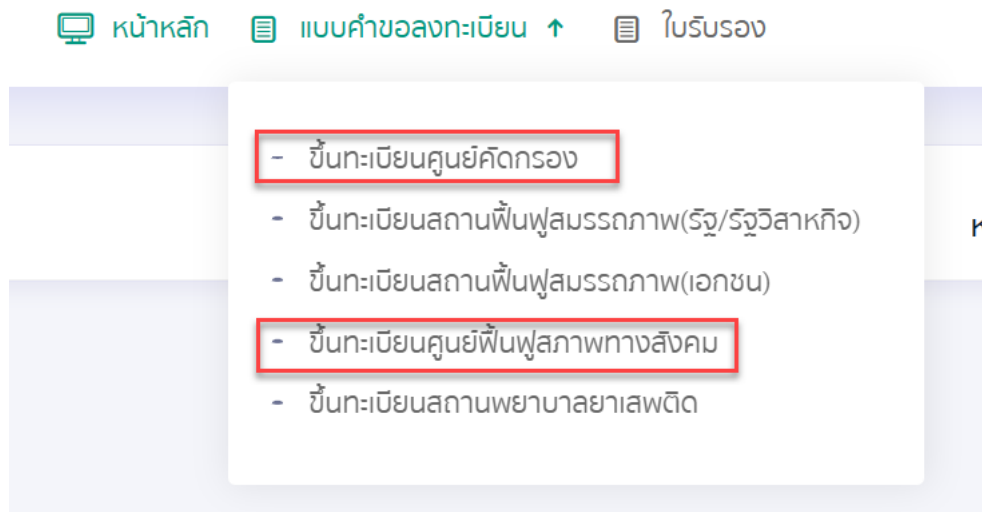 หน้าหลัก แบบคำขอลงทะเบียน ↑ ใบรับรอง
- ขึ้นทะเบียนศูนย์คัดกรอง
- ขึ้นทะเบียนสถานฟื้นฟูสมรรถภาพ(รัฐ/รัฐวิสาหกิจ)
- ขึ้นทะเบียนสถานฟื้นฟูสมรรถภาพ(เอกชน)
- ขึ้นทะเบียนศูนย์ฟื้นฟูสภาพทางสังคม
- ขึ้นทะเบียนสถานพยาบาลยาเสพติด